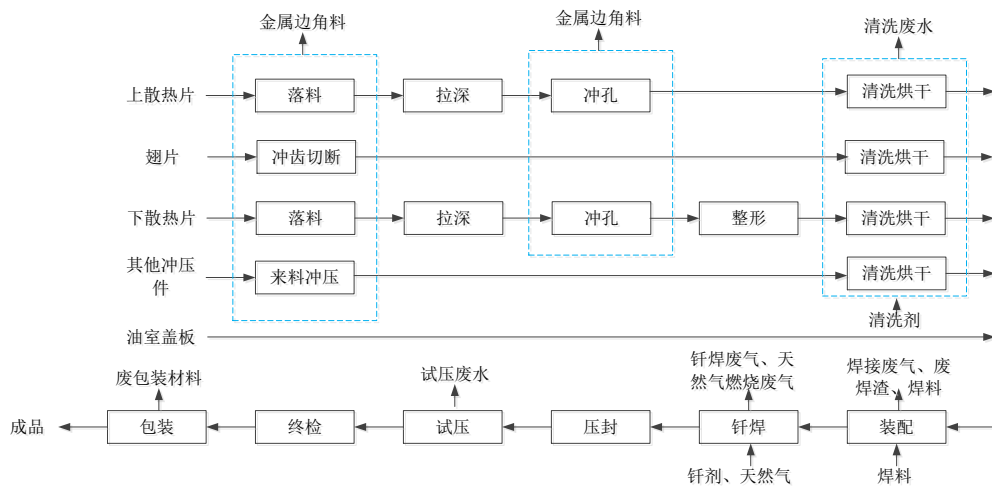 金属边角料
金属边角料
清洗废水
上散热片
落料
拉深
冲孔
清洗烘干
翅片
冲齿切断
清洗烘干
下散热片
落料
拉深
冲孔
整形
清洗烘干
其他冲压
件
来料冲压
清洗烘干
清洗剂
油室盖板
废包装材料
试压废水
钎焊废气、天
然气燃烧废气
焊接废气、废
焊渣、焊料
成品
包装
终检
试压
压封
钎焊
装配
钎剂、天然气
焊料